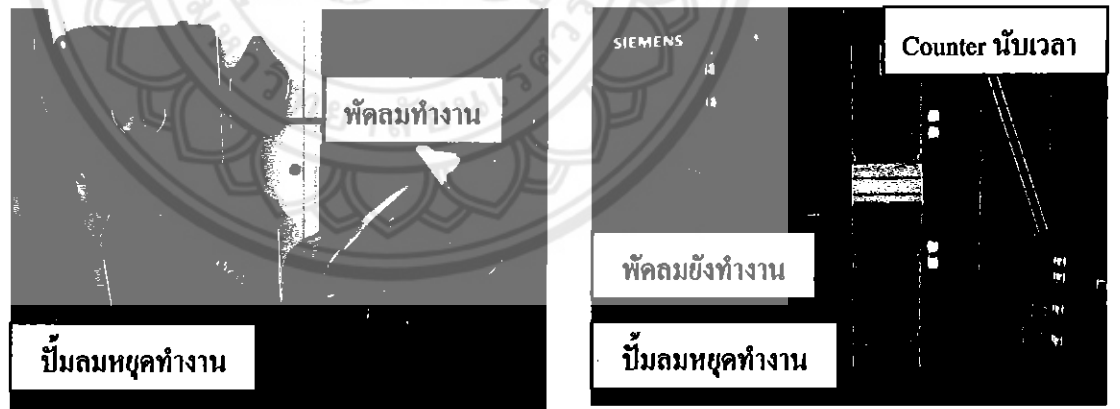 พัดลมทำงาน
ปั๊มลมหยุดทำงาน
SIEMENS
Counter นับเวลา
พัดลมยังทำงาน
ปั๊มลมหยุดทำงาน